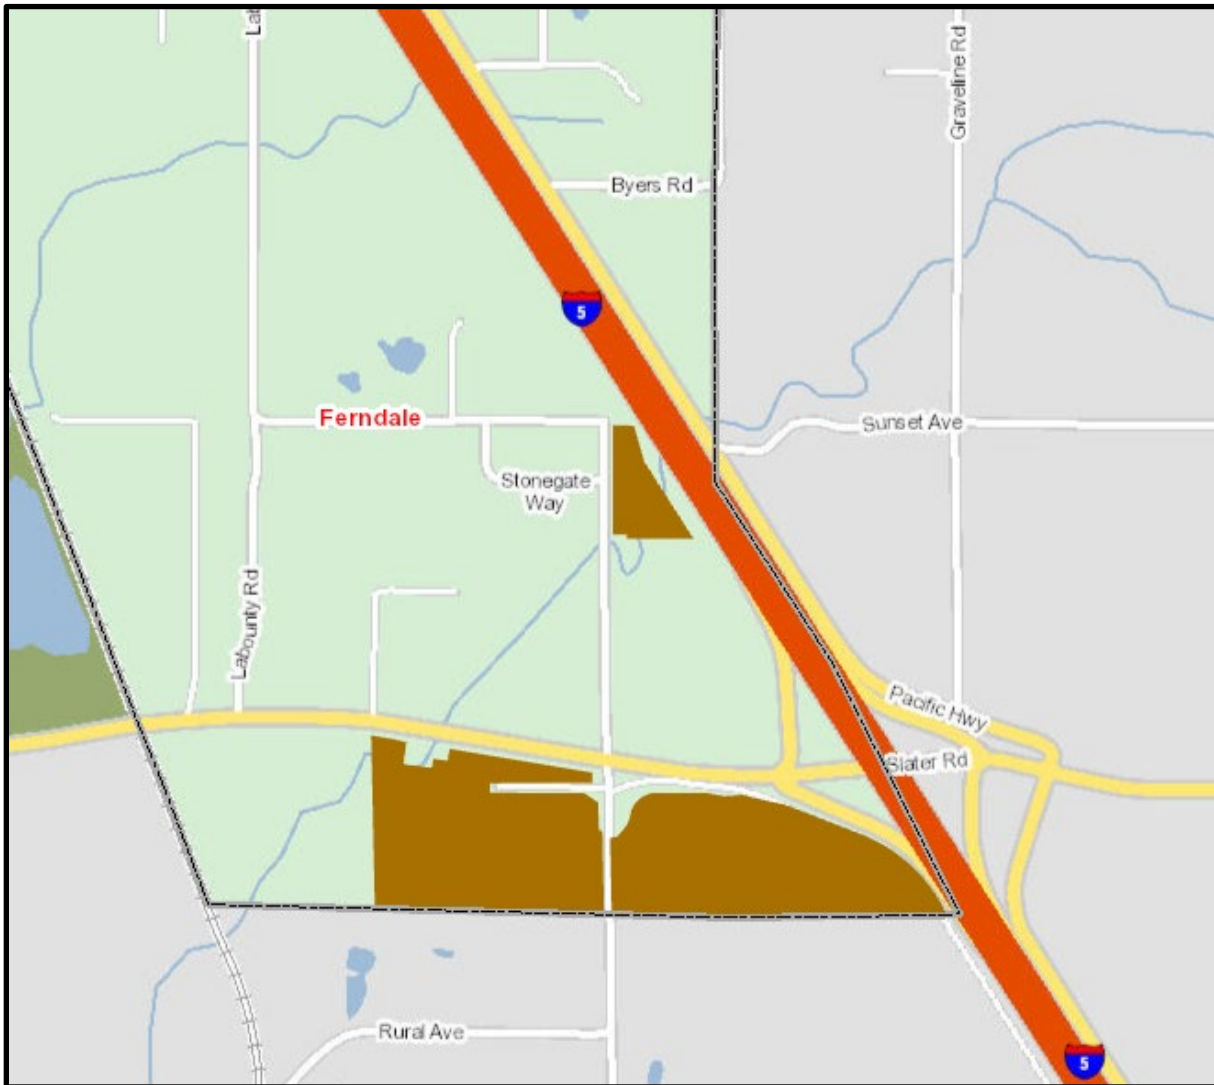 Lab
Graveline Rd
Byers Rd
5
Ferndale
Sunset Ave
Stonegate
Way
Labounty Rd
Pacific Hwy
Slater Rd
Rural Ave
5